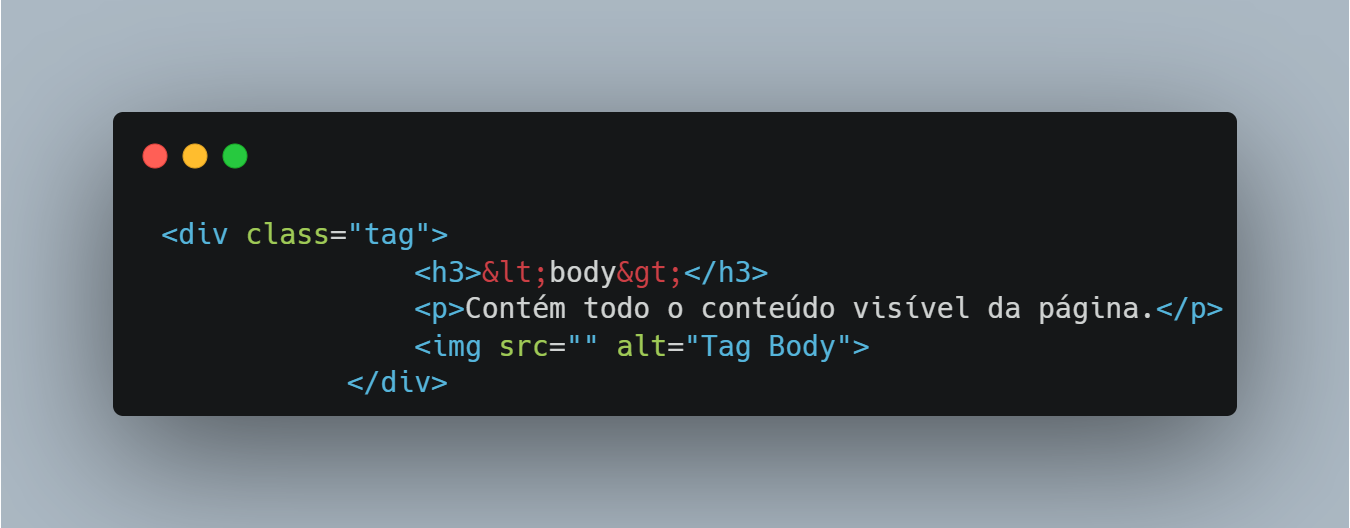 <div class="tag">
<h3>&lt;body&gt;</h3>
<p>Contém todo o conteúdo visível da página.</p>
<img src="" alt="Tag Body">
</div>